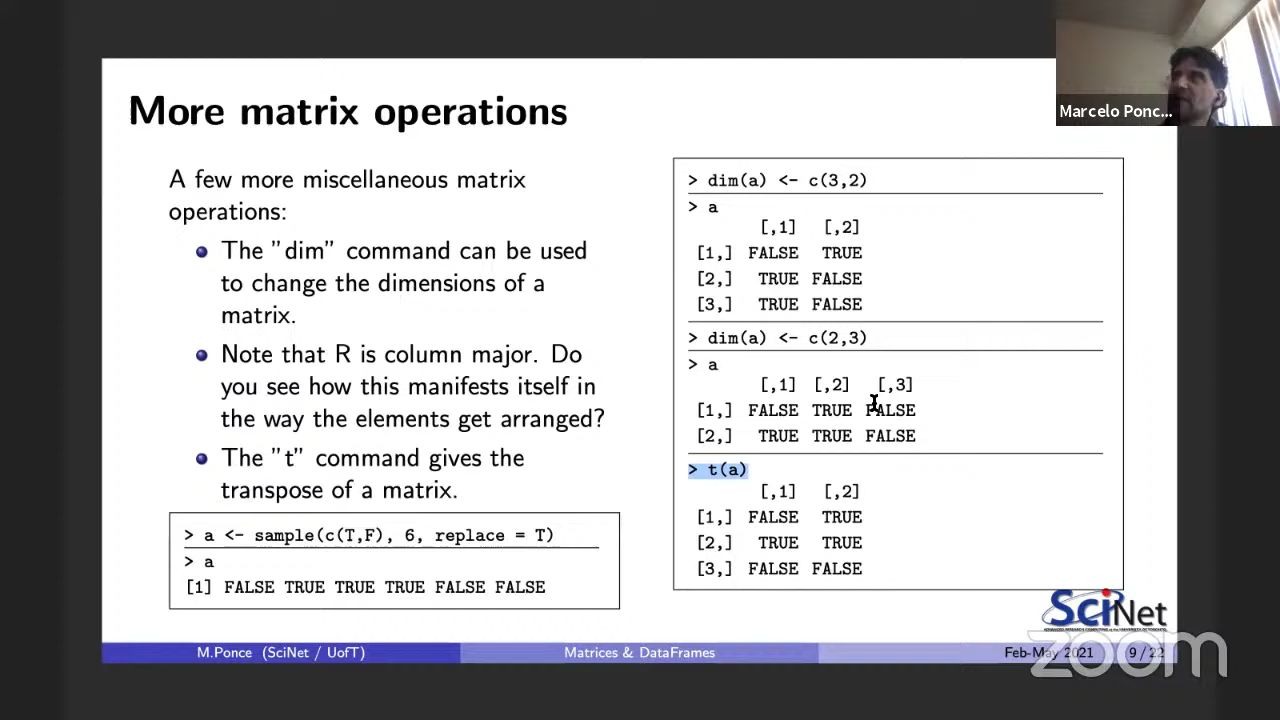 Marcelo Ponc...
More matrix operations
A few more miscellaneous matrix
operations:
The "dim" command can be used
to change the dimensions of a
matrix.
Note that R is column major. Do
you see how this manifests itself in
the way the elements get arranged?
The "t" command gives the
transpose of a matrix.
> a <- sample(c(T,F), 6, replace = T)
> a
[1] FALSE TRUE TRUE TRUE FALSE FALSE
> dim(a) <- c(3,2)
> a
[,1] [,2]
[1,] FALSE TRUE
[2,] TRUE FALSE
[3,] TRUE FALSE
> dim(a) <- c(2,3)
> a
[,1] [,2] [,3]
[1,] FALSE TRUE FALSE
[2,] TRUE TRUE FALSE
> t(a)
[,1] [,2]
[1,] FALSE TRUE
[2,] TRUE TRUE
[3,] FALSE FALSE
SciNet
M.Ponce (SciNet / UofT)
Matrices & DataFrames
Feb-May 2021
9 / 22
zoom